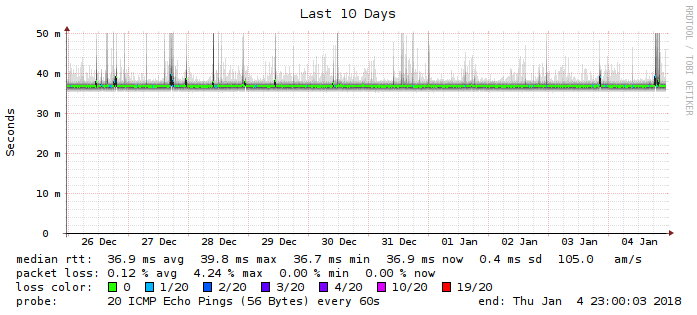 Last 10 Days
RRDTOOL / TOBI OETIKER
Seconds
50 m
40 m
30 m
20 m
10 m
0
26 Dec 27 Dec 28 Dec 29 Dec 30 Dec 31 Dec 01 Jan 02 Jan 03 Jan 04 Jan
median rtt: 36.9 ms avg 39.8 ms max 36.7 ms min 36.9 ms now 0.4 ms sd 105.0 am/s
packet loss: 0.12 % avg 4.24 % max 0.00 % min 0.00 % now
loss color: 0 1/20 2/20 3/20 4/20 10/20 19/20
probe: 20 ICMP Echo Pings (56 Bytes) every 60s end: Thu Jan 4 23:00:03 2018